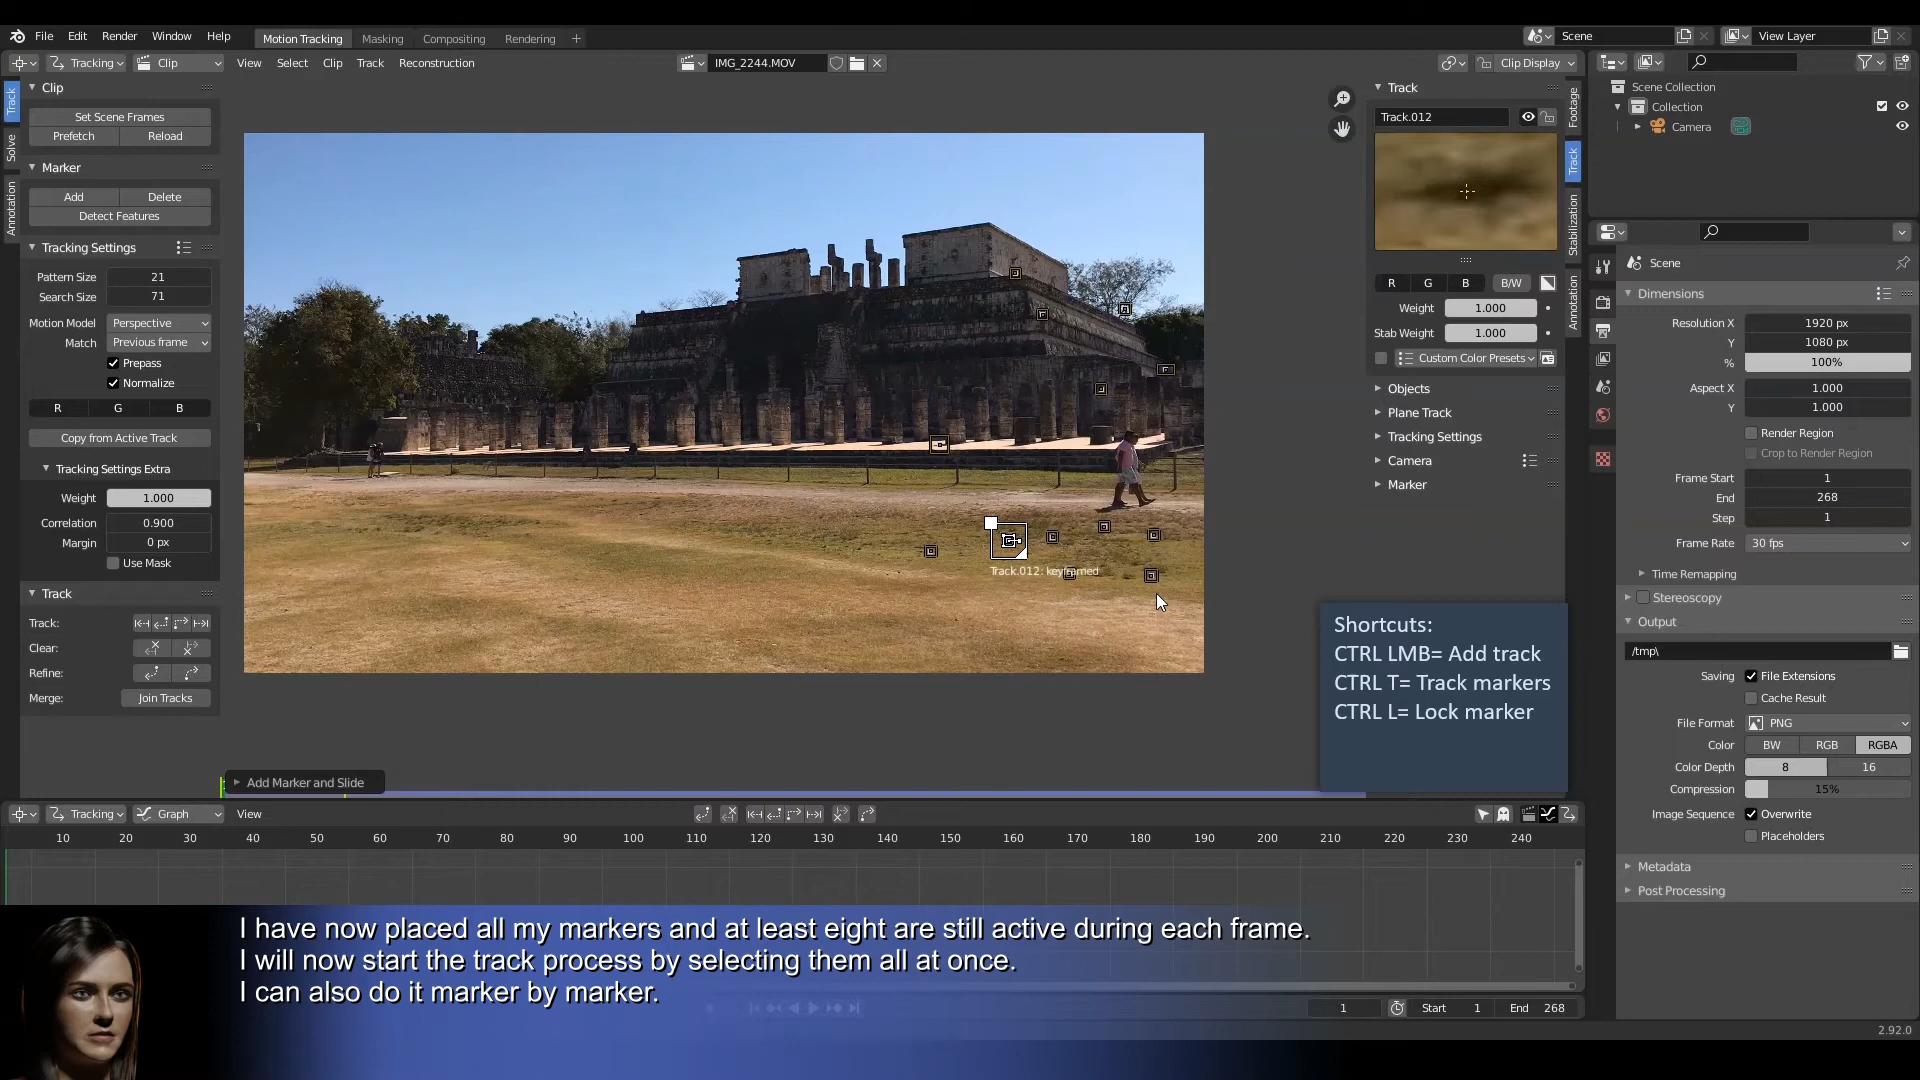 File Edit Render Window Help
Motion Tracking Masking Compositing Rendering +
Scene
View Layer
Tracking Clip View Select Clip Track Reconstruction
IMG_2244.MOV
Clip Display
Track
Solve
Annotation
Clip
Set Scene Frames
Prefetch Reload
Marker
Add Delete
Detect Features
Tracking Settings
Pattern Size 21
Search Size 71
Motion Model Perspective
Match Previous frame
Prepass
Normalize
R G B
Copy from Active Track
Tracking Settings Extra
Weight 1.000
Correlation 0.900
Margin 0 px
Use Mask
Track
Track:
Clear:
Refine:
Merge: Join Tracks
Track.012: keyframed
Add Marker and Slide
Track
Track.012
R G B B/W
Weight 1.000
Stab Weight 1.000
Custom Color Presets
Objects
Plane Track
Tracking Settings
Camera
Marker
Footage
Track
Stabilization
Annotation
Shortcuts:
CTRL LMB= Add track
CTRL T= Track markers
CTRL L= Lock marker
Scene Collection
Collection
Camera
Scene
Dimensions
Resolution X 1920 px
Y 1080 px
% 100%
Aspect X 1.000
Y 1.000
Render Region
Crop to Render Region
Frame Start 1
End 268
Step 1
Frame Rate 30 fps
Time Remapping
Stereoscopy
Output
/tmp\
Saving File Extensions
Cache Result
File Format PNG
Color BW RGB RGBA
Color Depth 8 16
Compression 15%
Image Sequence Overwrite
Placeholders
Metadata
Post Processing
Tracking Graph View
10 20 30 40 50 60 70 80 90 100 110 120 130 140 150 160 170 180 190 200 210 220 230 240
I have now placed all my markers and at least eight are still active during each frame.
I will now start the track process by selecting them all at once.
I can also do it marker by marker.
1 Start 1 End 268
2.92.0